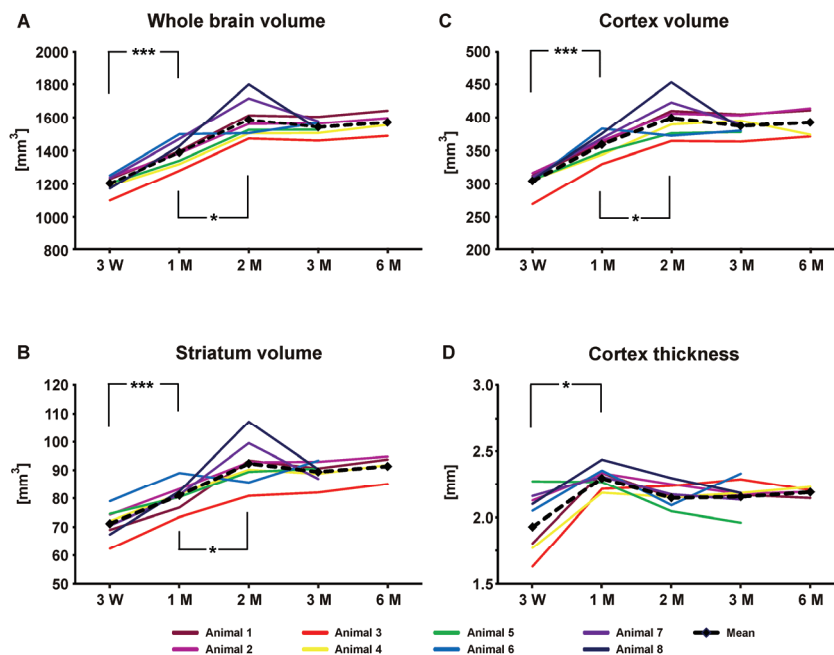 A
Whole brain volume
[mm³]
2000
1800
1600
1400
1200
1000
800
***
*
3 W 1 M 2 M 3 M 6 M
C
Cortex volume
[mm³]
500
450
400
350
300
250
200
***
*
3 W 1 M 2 M 3 M 6 M
B
Striatum volume
[mm³]
120
110
100
90
80
70
60
50
***
*
3 W 1 M 2 M 3 M 6 M
D
Cortex thickness
[mm]
3.0
2.5
2.0
1.5
*
3 W 1 M 2 M 3 M 6 M
Animal 1 Animal 3 Animal 5 Animal 7 Mean
Animal 2 Animal 4 Animal 6 Animal 8